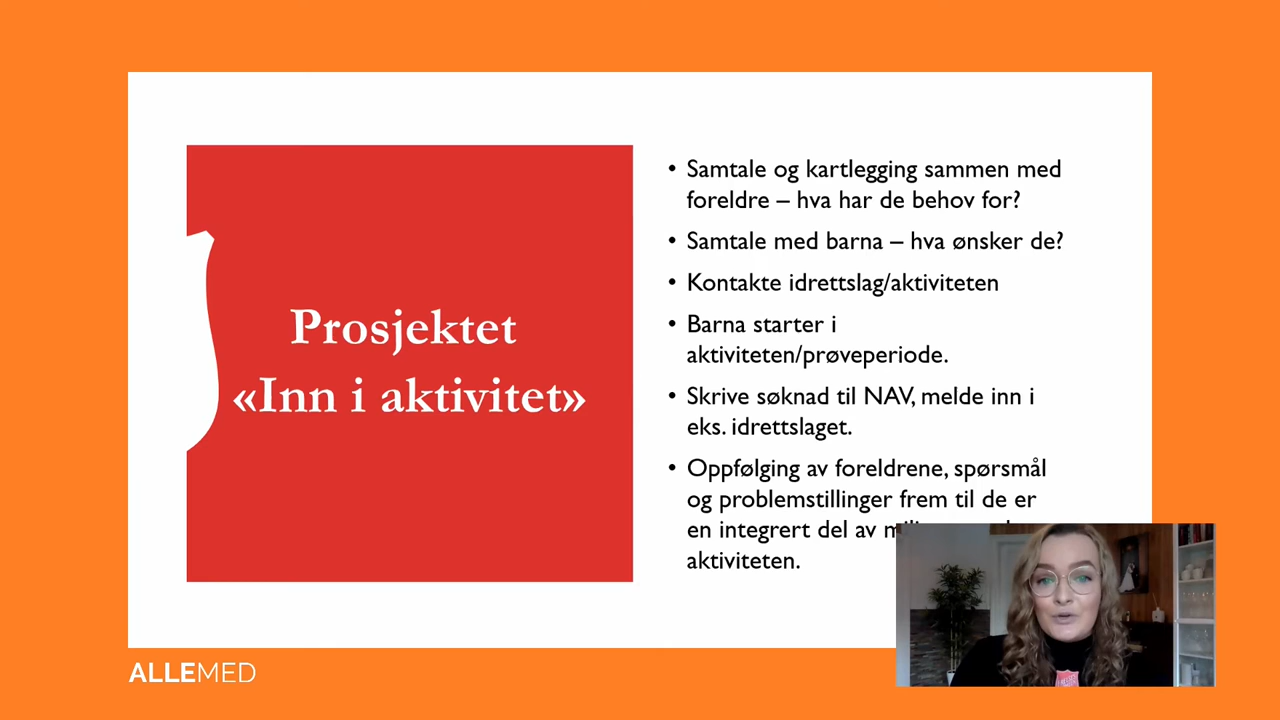 Prosjektet
«Inn i aktivitet»
• Samtale og kartlegging sammen med
foreldre – hva har de behov for?
• Samtale med barna – hva ønsker de?
• Kontakte idrettslag/aktiviteten
• Barna starter i
aktiviteten/prøveperiode.
• Skrive søknad til NAV, melde inn i
eks. idrettslaget.
• Oppfølging av foreldrene, spørsmål
og problemstillinger frem til de er
en integrert del av
aktiviteten.
ALLEMED